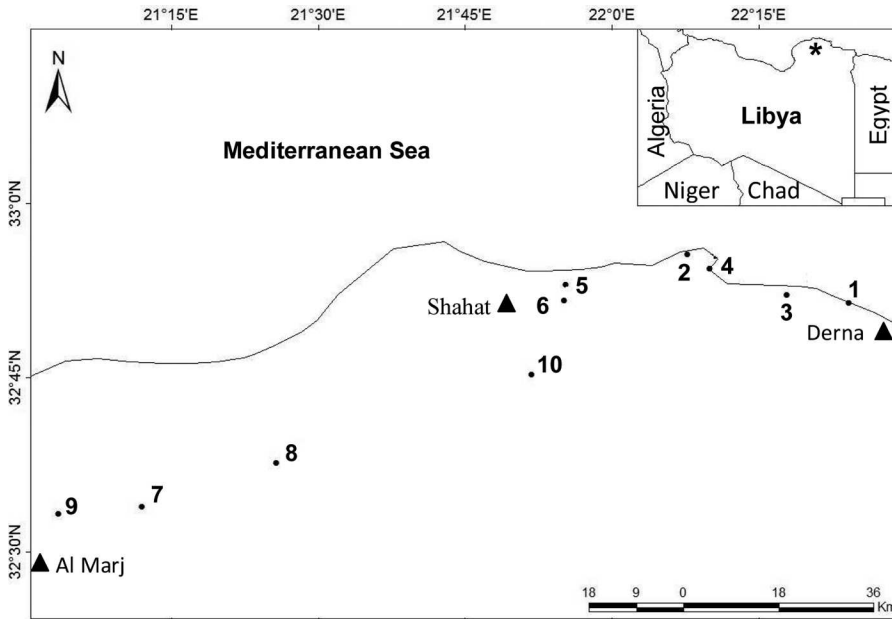 21°15'E 21°30'E 21°45'E 22°0'E 22°15'E
N
*
Algeria
Libya
Egypt
Niger Chad
Mediterranean Sea
33°0'N
2 4
5
6
Shahat
3 1
Derna
32°45'N
10
8
9 7
32°30'N
Al Marj
18 9 0 18 36
Km